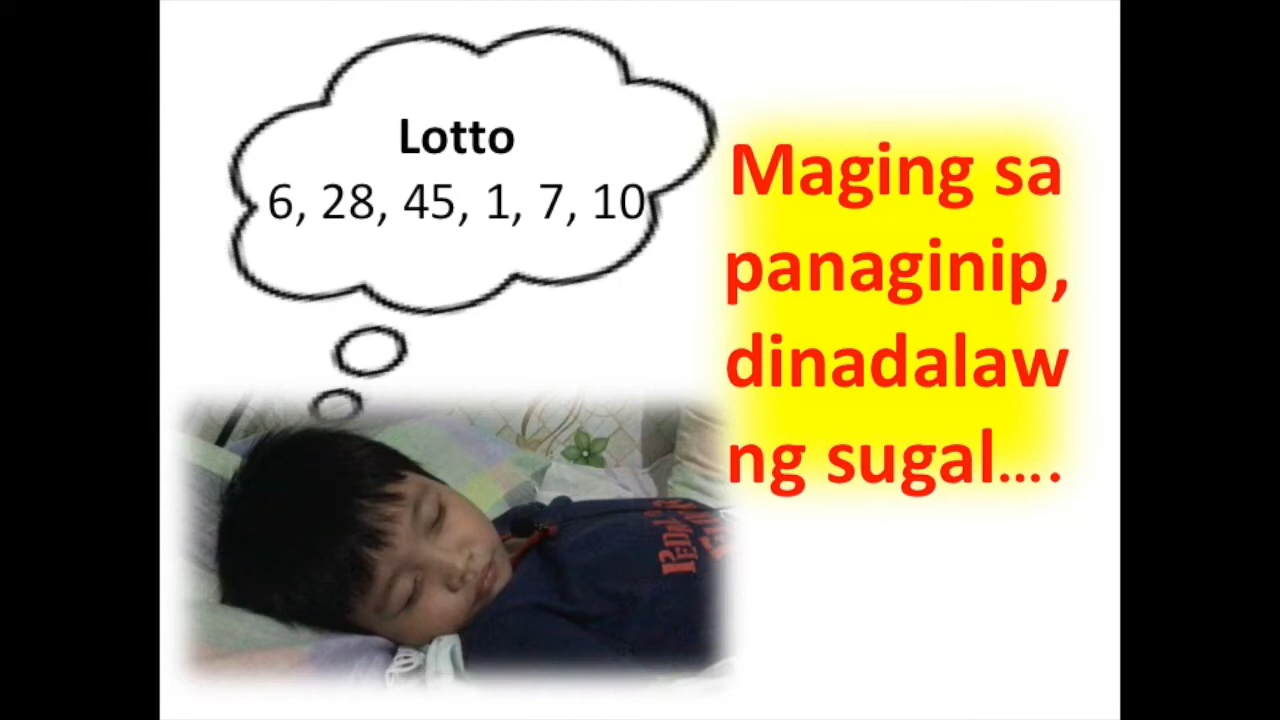 Lotto
6, 28, 45, 1, 7, 10
Maging sa
panaginip,
dinadalaw
ng sugal….